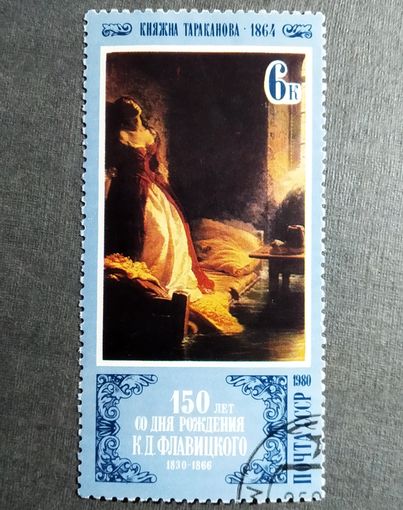 КНЯЖНА ТАРАКАНОВА · 1864
6к
150 ЛЕТ
СО ДНЯ РОЖДЕНИЯ
К.Д.ФЛАВИЦКОГО
1830-1866
ПОЧТА СССР 1980